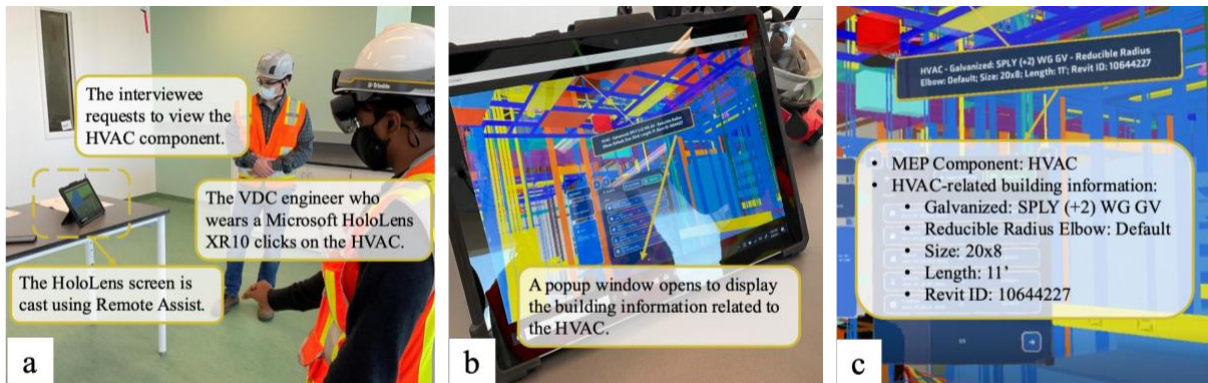 The interviewee
requests to view the
HVAC component.
Trimble
The VDC engineer who
wears a Microsoft HoloLens
XR10 clicks on the HVAC.
The HoloLens screen is
cast using Remote Assist.
a
A popup window opens to display
the building information related to
the HVAC.
b
HVAC - Galvanized: SPLY (+2) WG GV - Reducible Radius
Elbow: Default; Size: 20x8; Length: 11'; Revit ID: 10644227
• MEP Component: HVAC
• HVAC-related building information:
• Galvanized: SPLY (+2) WG GV
• Reducible Radius Elbow: Default
• Size: 20x8
• Length: 11’
• Revit ID: 10644227
c